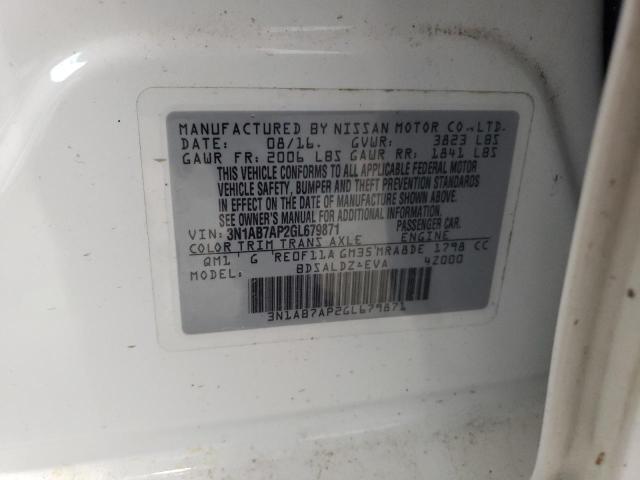 MANUFACTURED BY NISSAN MOTOR CO.,LTD.
DATE: 08/16. GVWR: 3823 LBS
GAWR FR: 2006 LBS GAWR RR: 1841 LBS
THIS VEHICLE CONFORMS TO ALL APPLICABLE FEDERAL MOTOR
VEHICLE SAFETY, BUMPER AND THEFT PREVENTION STANDARDS
IN EFFECT ON THE DATE OF MANUFACTURE SHOWN ABOVE.
SEE OWNER'S MANUAL FOR ADDITIONAL INFORMATION.
VIN: 3N1AB7AP2GL679871 PASSENGER CAR.
COLOR TRIM TRANS AXLE ENGINE
QM1 G RE0F11A GM35 MRA8DE 1798 CC
MODEL: BDSALDZ-EVA 42000
3N1AB7AP2GL679871